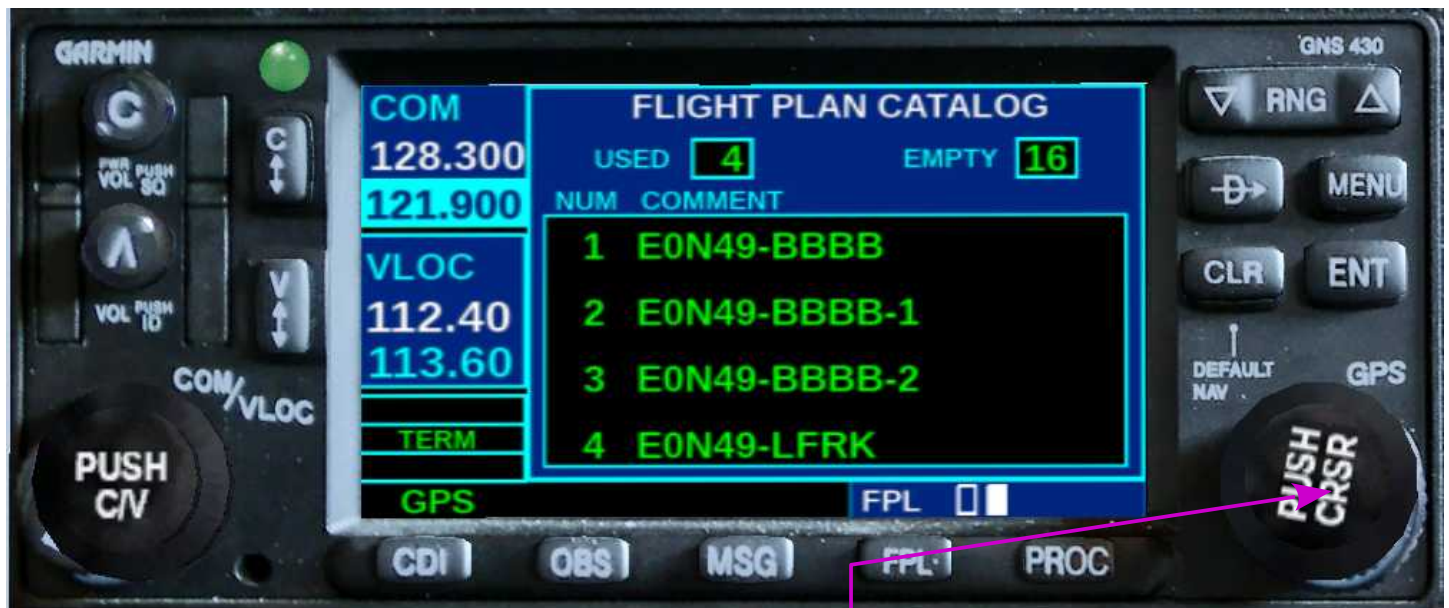 GARMIN
GNS 430
C
PWR
VOL PUSH
SQ
C
V
VOL PUSH
ID
COM/VLOC
PUSH
C/V
COM
128.300
121.900
VLOC
112.40
113.60
TERM
GPS
FLIGHT PLAN CATALOG
USED 4 EMPTY 16
NUM COMMENT
1 E0N49-BBBB
2 E0N49-BBBB-1
3 E0N49-BBBB-2
4 E0N49-LFRK
FPL
RNG
D
MENU
CLR
ENT
DEFAULT
NAV
GPS
PUSH
CRSR
CDI
OBS
MSG
FPL
PROC